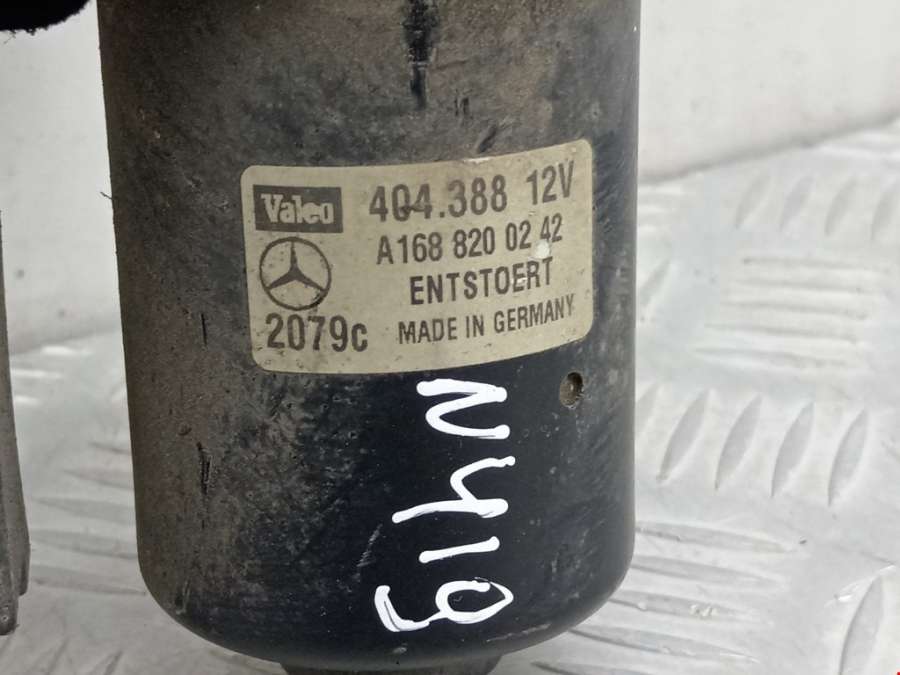 Valeo 404.388 12V
A168 820 02 42
ENTSTOERT
2079c MADE IN GERMANY
N419